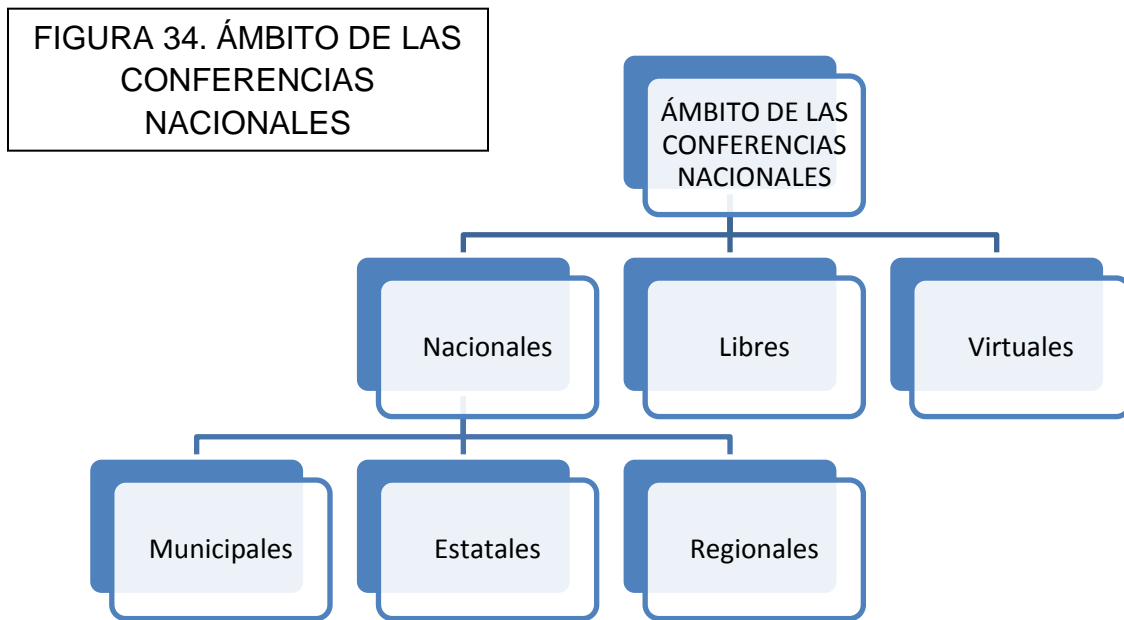 FIGURA 34. ÁMBITO DE LAS
CONFERENCIAS
NACIONALES
ÁMBITO DE LAS
CONFERENCIAS
NACIONALES
Nacionales
Libres
Virtuales
Municipales
Estatales
Regionales